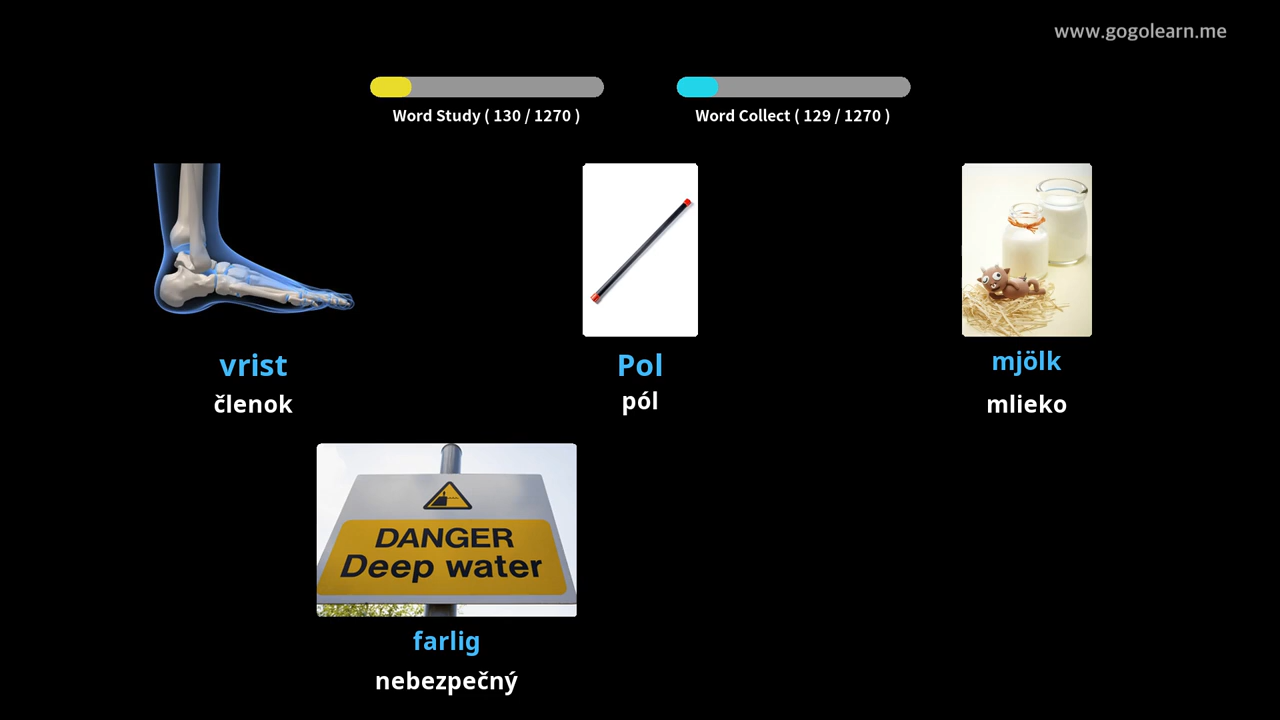 www.gogolearn.me
Word Study ( 130 / 1270 )
Word Collect ( 129 / 1270 )
vrist
členok
Pol
pól
mjölk
mlieko
DANGER
Deep water
farlig
nebezpečný